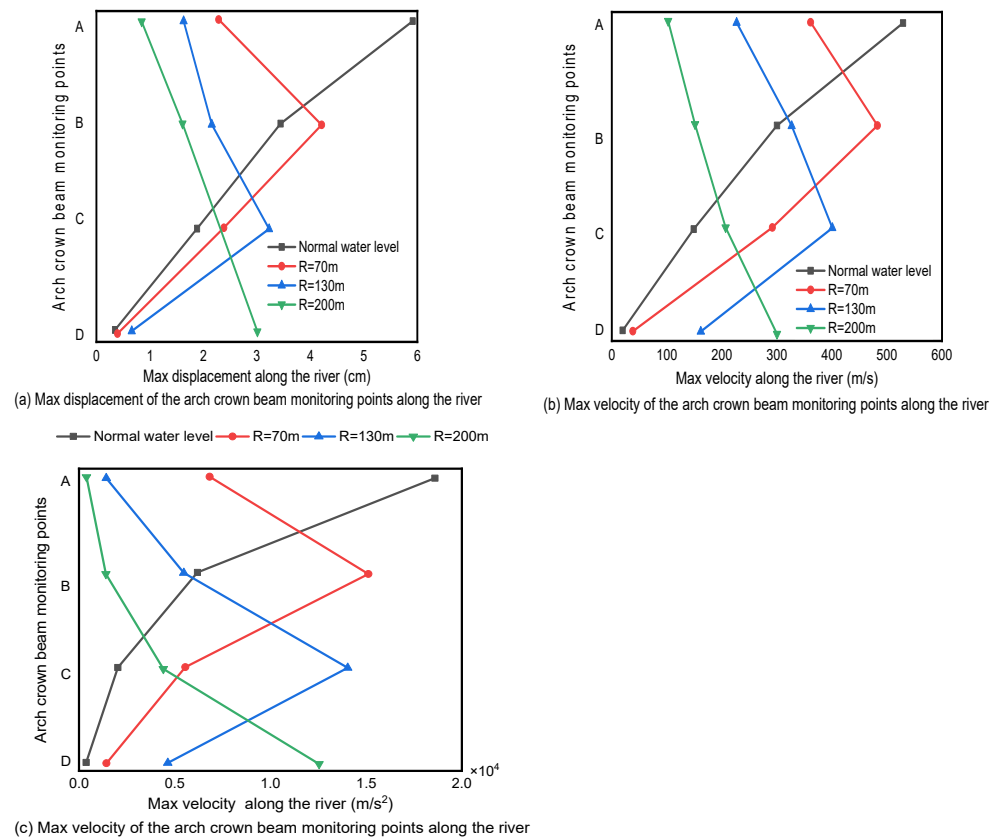 A
B
C
D
Arch crown beam monitoring points
Normal water level
R=70m
R=130m
R=200m
0 1 2 3 4 5 6
Max displacement along the river (cm)
(a) Max displacement of the arch crown beam monitoring points along the river
A
B
C
D
Arch crown beam monitoring points
Normal water level
R=70m
R=130m
R=200m
0 100 200 300 400 500 600
Max velocity along the river (m/s)
(b) Max velocity of the arch crown beam monitoring points along the river
Normal water level R=70m R=130m R=200m
A
B
C
D
Arch crown beam monitoring points
0.0 0.5 1.0 1.5 2.0 ×10⁴
Max velocity along the river (m/s²)
(c) Max velocity of the arch crown beam monitoring points along the river